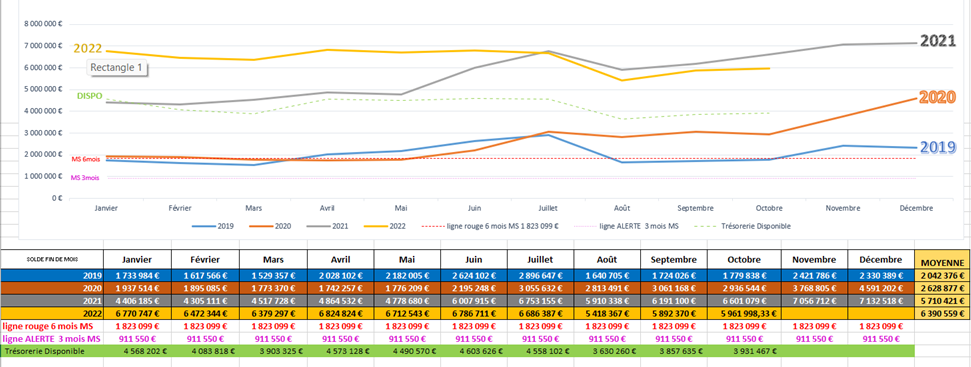 8 000 000 €
7 000 000 €
6 000 000 €
5 000 000 €
4 000 000 €
3 000 000 €
2 000 000 €
1 000 000 €
0 €
2022
Rectangle 1
DISPO
MS 6mois
MS 3mois
2021
2020
2019
Janvier Février Mars Avril Mai Juin Juillet Août Septembre Octobre Novembre Décembre
2019 2020 2021 2022 ligne rouge 6 mois MS 1 823 099 € ligne ALERTE 3 mois MS Trésorerie Disponible
SOLDE FIN DE MOIS Janvier Février Mars Avril Mai Juin Juillet Août Septembre Octobre Novembre Décembre MOYENNE
2019 1 733 984 € 1 617 566 € 1 529 357 € 2 028 102 € 2 182 005 € 2 624 102 € 2 896 647 € 1 640 705 € 1 724 026 € 1 779 838 € 2 421 786 € 2 330 389 € 2 042 376 €
2020 1 937 514 € 1 895 085 € 1 773 370 € 1 742 257 € 1 776 209 € 2 195 248 € 3 055 632 € 2 813 491 € 3 061 168 € 2 936 544 € 3 768 805 € 4 591 202 € 2 628 877 €
2021 4 406 185 € 4 305 111 € 4 517 728 € 4 864 532 € 4 778 680 € 6 007 915 € 6 753 155 € 5 910 338 € 6 191 100 € 6 601 079 € 7 056 712 € 7 132 518 € 5 710 421 €
2022 6 770 747 € 6 472 344 € 6 379 297 € 6 824 824 € 6 712 543 € 6 786 711 € 6 686 387 € 5 418 367 € 5 892 370 € 5 961 998,33 € 6 390 559 €
ligne rouge 6 mois MS 1 823 099 € 1 823 099 € 1 823 099 € 1 823 099 € 1 823 099 € 1 823 099 € 1 823 099 € 1 823 099 € 1 823 099 € 1 823 099 € 1 823 099 € 1 823 099 €
ligne ALERTE 3 mois MS 911 550 € 911 550 € 911 550 € 911 550 € 911 550 € 911 550 € 911 550 € 911 550 € 911 550 € 911 550 € 911 550 € 911 550 €
Trésorerie Disponible 4 568 202 € 4 083 818 € 3 903 325 € 4 573 128 € 4 490 570 € 4 603 626 € 4 558 102 € 3 630 260 € 3 857 635 € 3 931 467 €